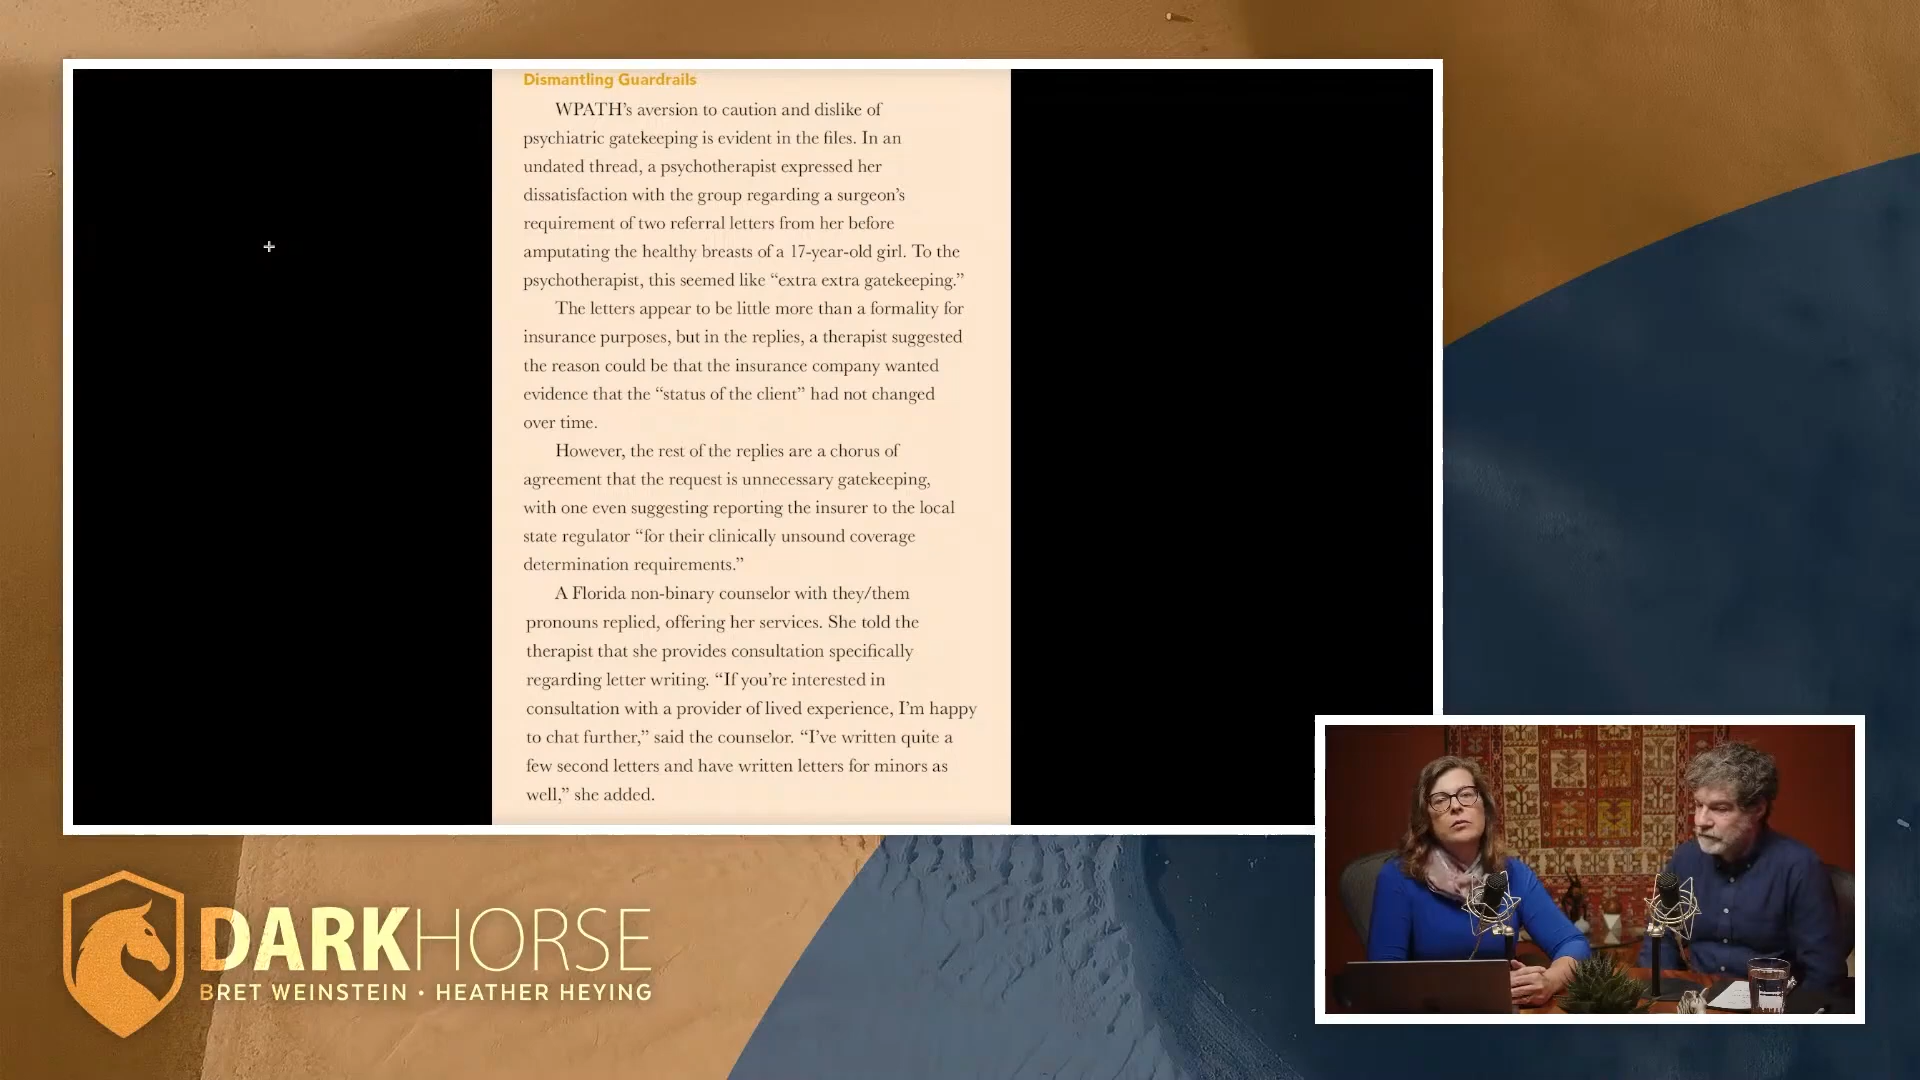 Dismantling Guardrails
WPATH’s aversion to caution and dislike of
psychiatric gatekeeping is evident in the files. In an
undated thread, a psychotherapist expressed her
dissatisfaction with the group regarding a surgeon’s
requirement of two referral letters from her before
amputating the healthy breasts of a 17-year-old girl. To the
psychotherapist, this seemed like “extra extra gatekeeping.”
The letters appear to be little more than a formality for
insurance purposes, but in the replies, a therapist suggested
the reason could be that the insurance company wanted
evidence that the “status of the client” had not changed
over time.
However, the rest of the replies are a chorus of
agreement that the request is unnecessary gatekeeping,
with one even suggesting reporting the insurer to the local
state regulator “for their clinically unsound coverage
determination requirements.”
A Florida non-binary counselor with they/them
pronouns replied, offering her services. She told the
therapist that she provides consultation specifically
regarding letter writing. “If you’re interested in
consultation with a provider of lived experience, I’m happy
to chat further,” said the counselor. “I’ve written quite a
few second letters and have written letters for minors as
well,” she added.
DARKHORSE
BRET WEINSTEIN • HEATHER HEYING